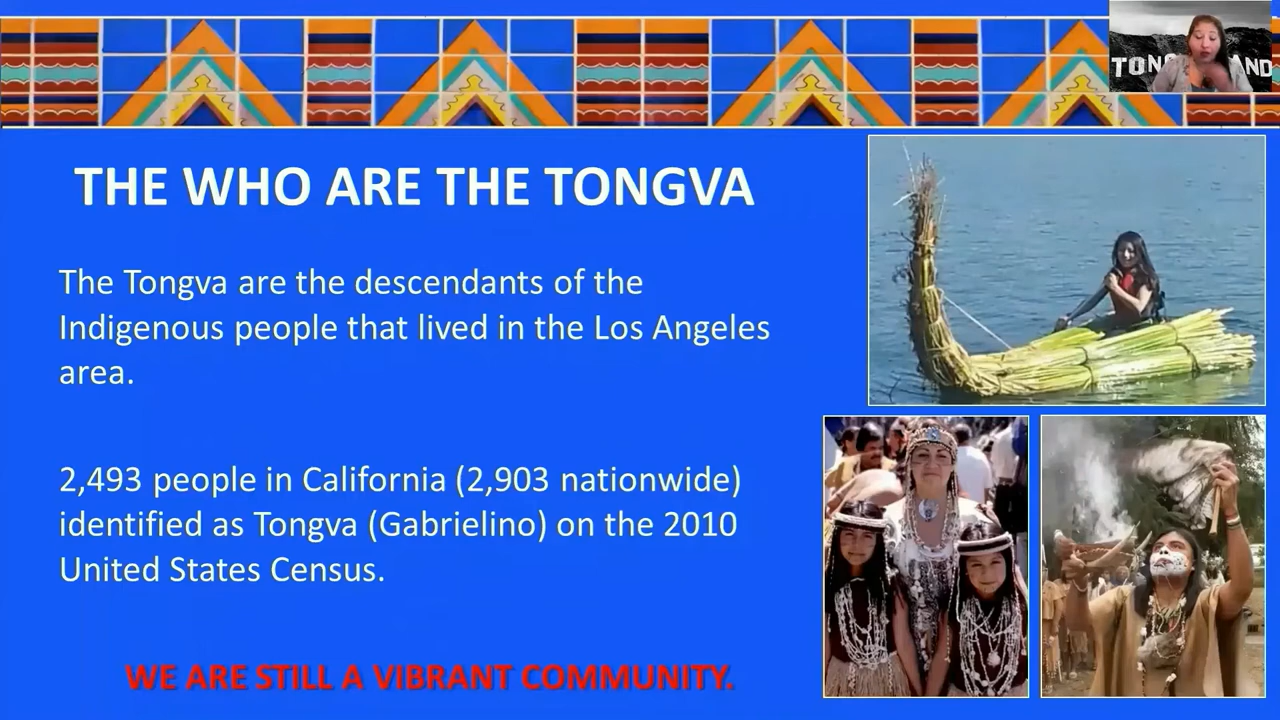 TON AND
THE WHO ARE THE TONGVA
The Tongva are the descendants of the
Indigenous people that lived in the Los Angeles
area.
2,493 people in California (2,903 nationwide)
identified as Tongva (Gabrielino) on the 2010
United States Census.
WE ARE STILL A VIBRANT COMMUNITY.